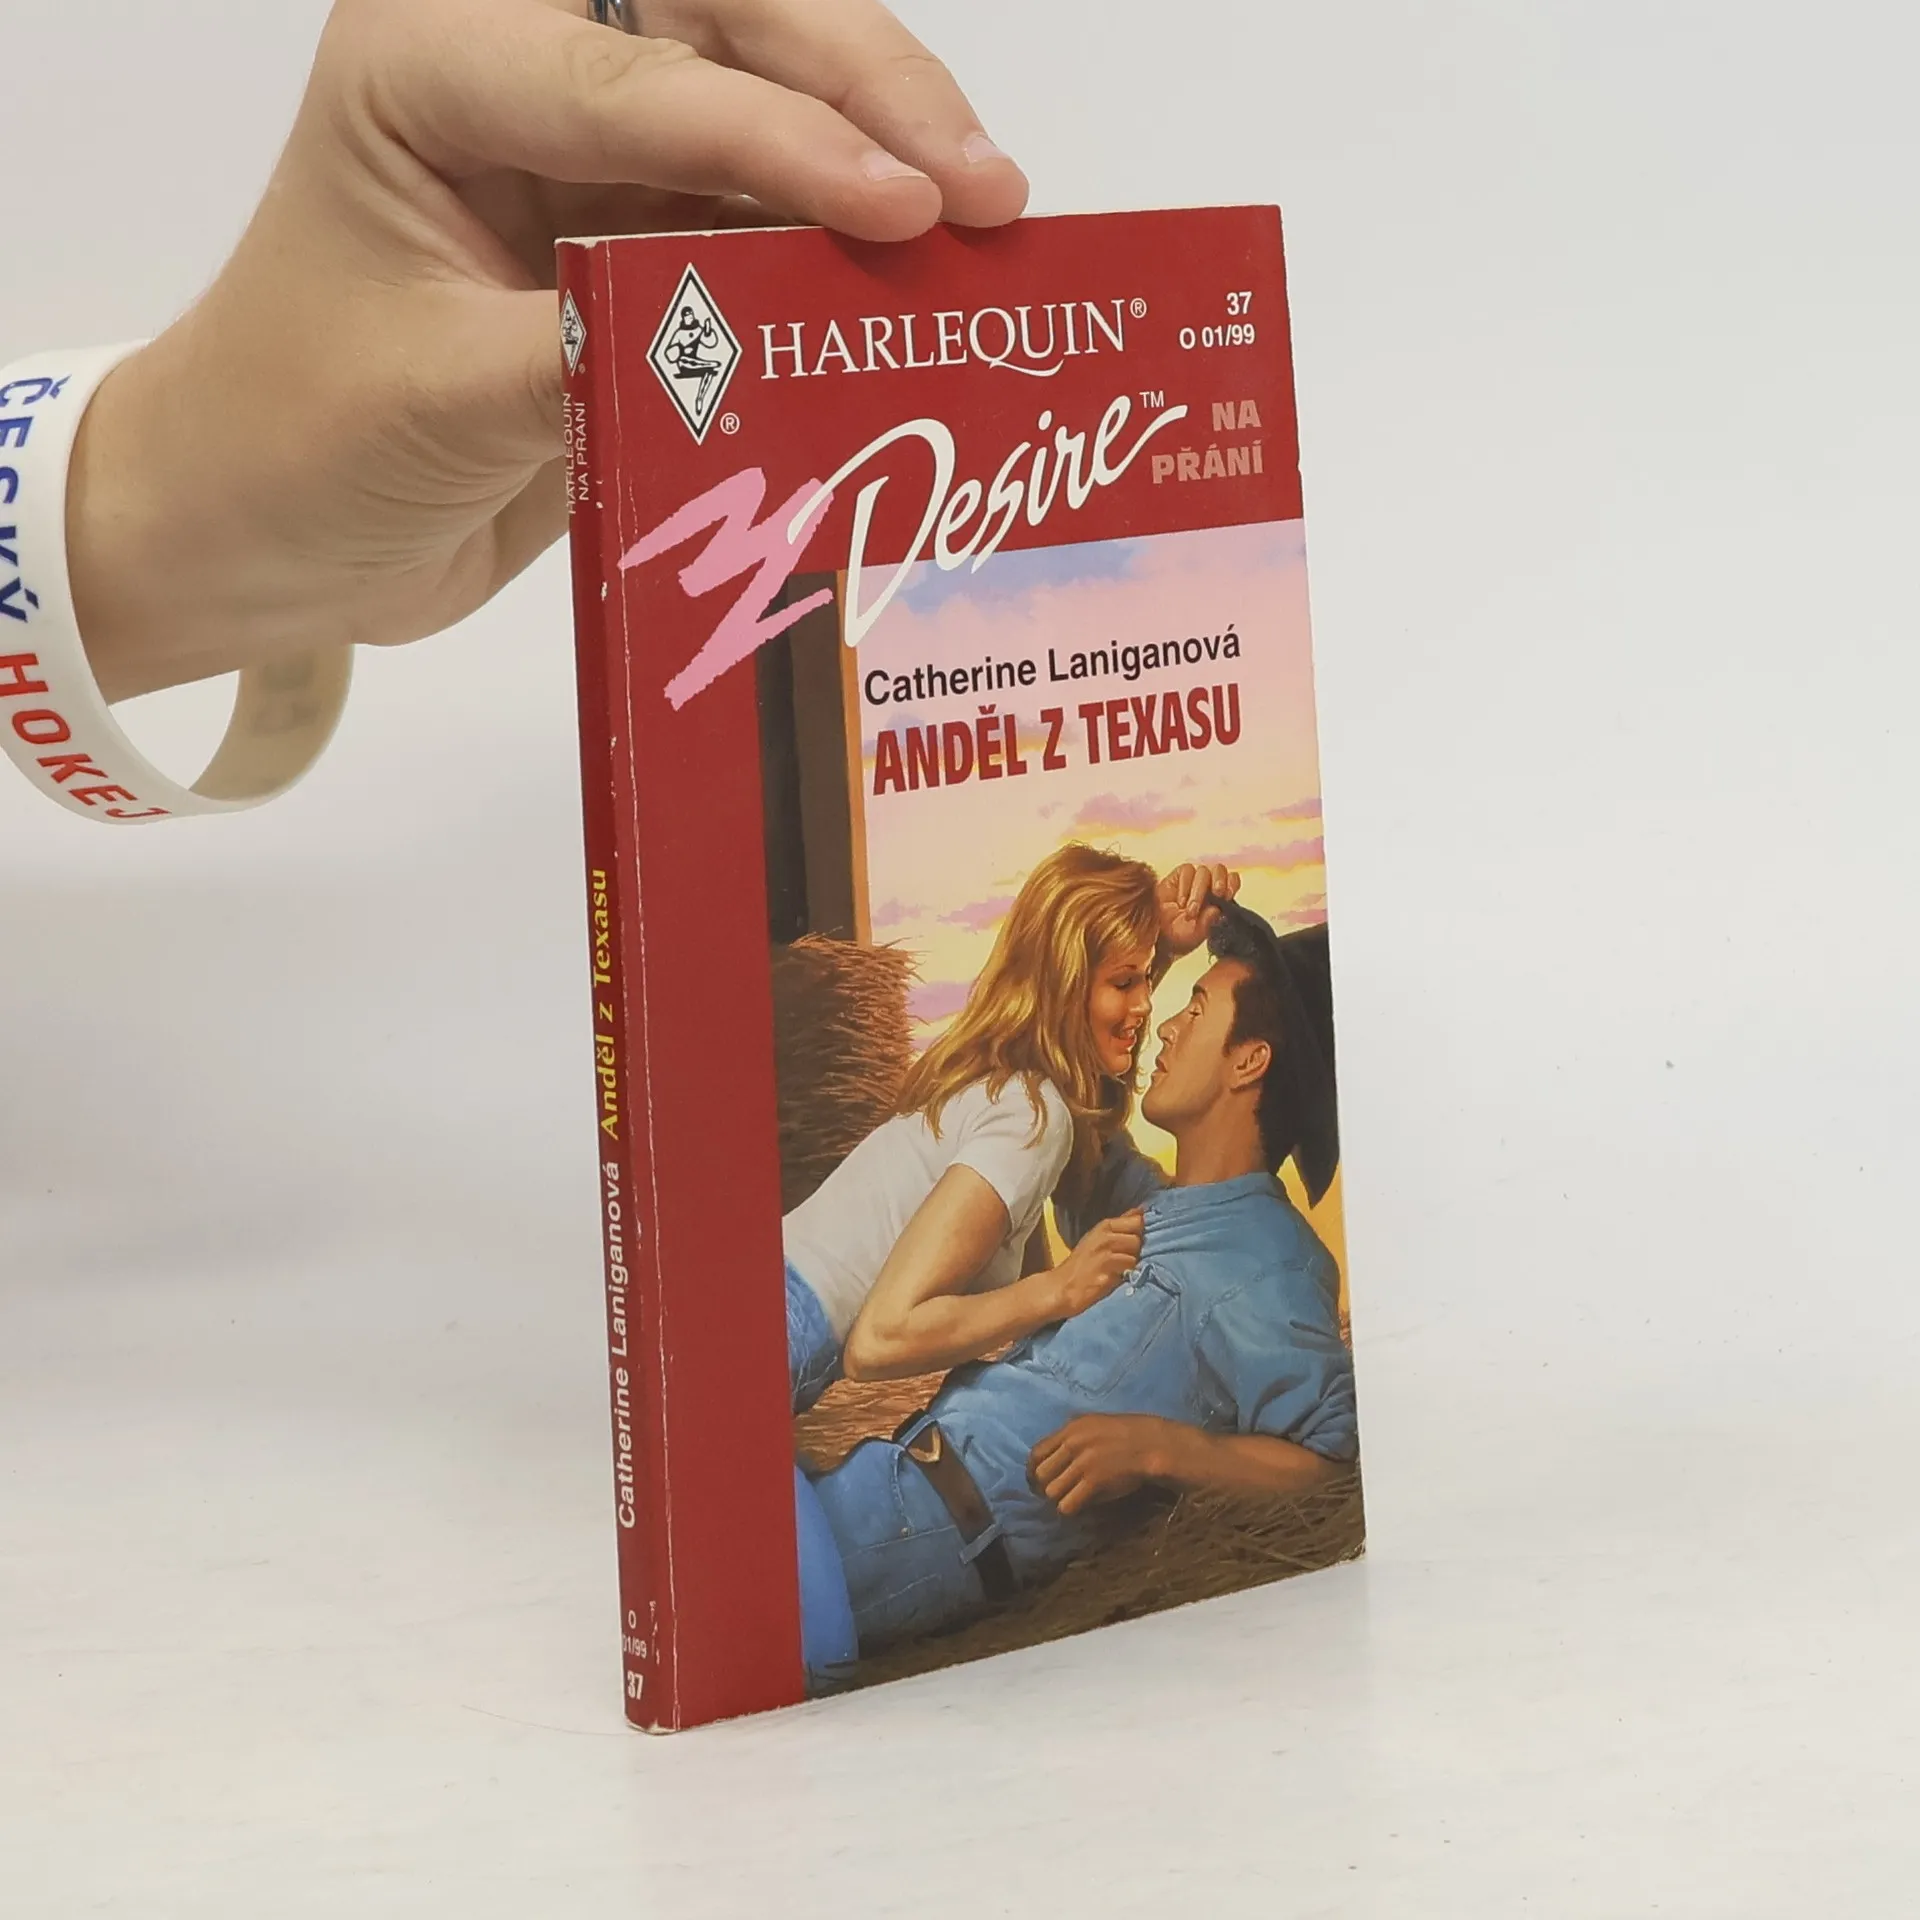 HARLEQUIN®
37
O 01/99
®
Desire™
NA
PŘÁNÍ
Catherine Laniganová
ANDĚL Z TEXASU
®
HARLEQUIN
NA PŘÁNÍ
Catherine Laniganová Anděl z Texasu
O
01/99
37
ČESKÝ HOKEJ